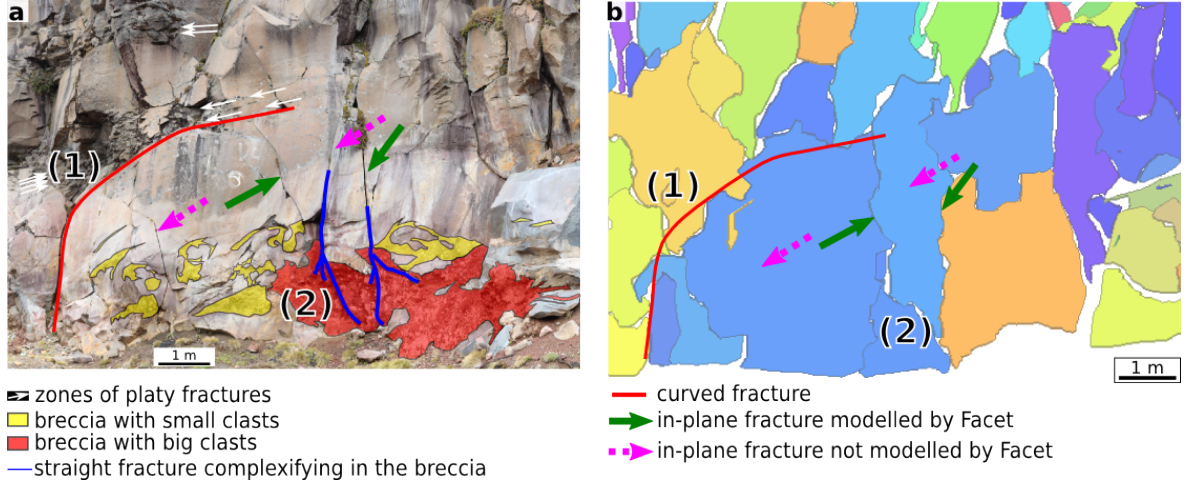 a
(1)
(2)
1 m
zones of platy fractures
breccia with small clasts
breccia with big clasts
straight fracture complexifying in the breccia
b
(1)
(2)
1 m
curved fracture
in-plane fracture modelled by Facet
in-plane fracture not modelled by Facet